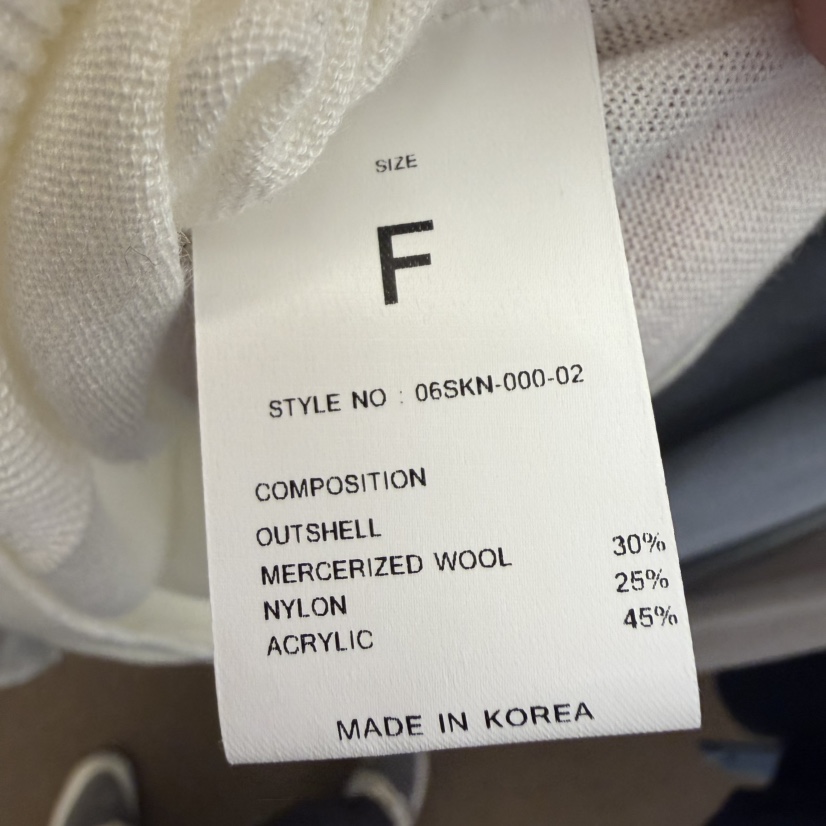 SIZE
F
STYLE NO : 06SKN-000-02
COMPOSITION
OUTSHELL
MERCERIZED WOOL 30%
NYLON 25%
ACRYLIC 45%
MADE IN KOREA